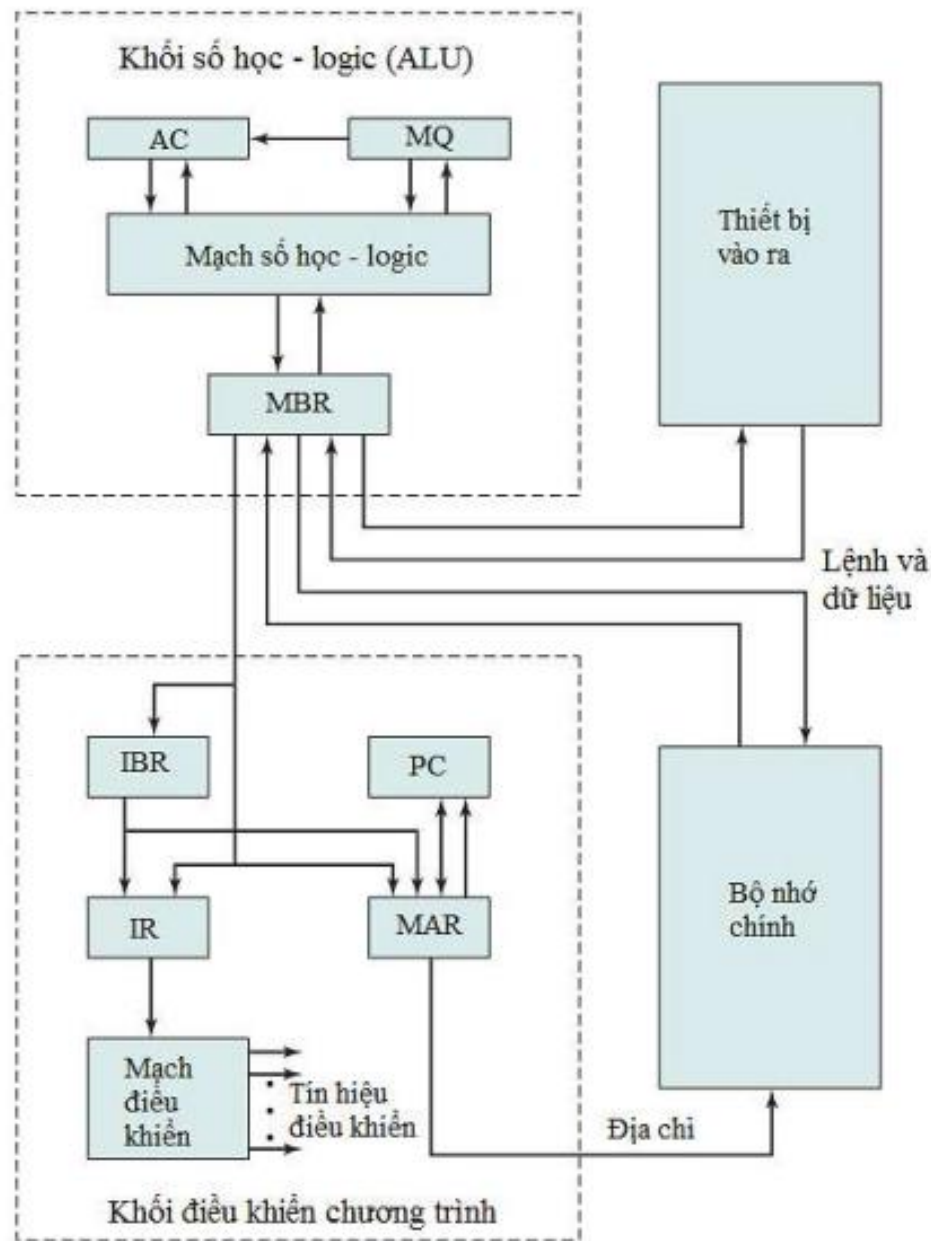 Khối số học - logic (ALU)
AC
MQ
Mạch số học - logic
MBR
Thiết bị
vào ra
Lệnh và
dữ liệu
IBR
PC
IR
MAR
Bộ nhớ
chính
Mạch
điều
khiển
Tín hiệu
điều khiển
Địa chỉ
Khối điều khiển chương trình